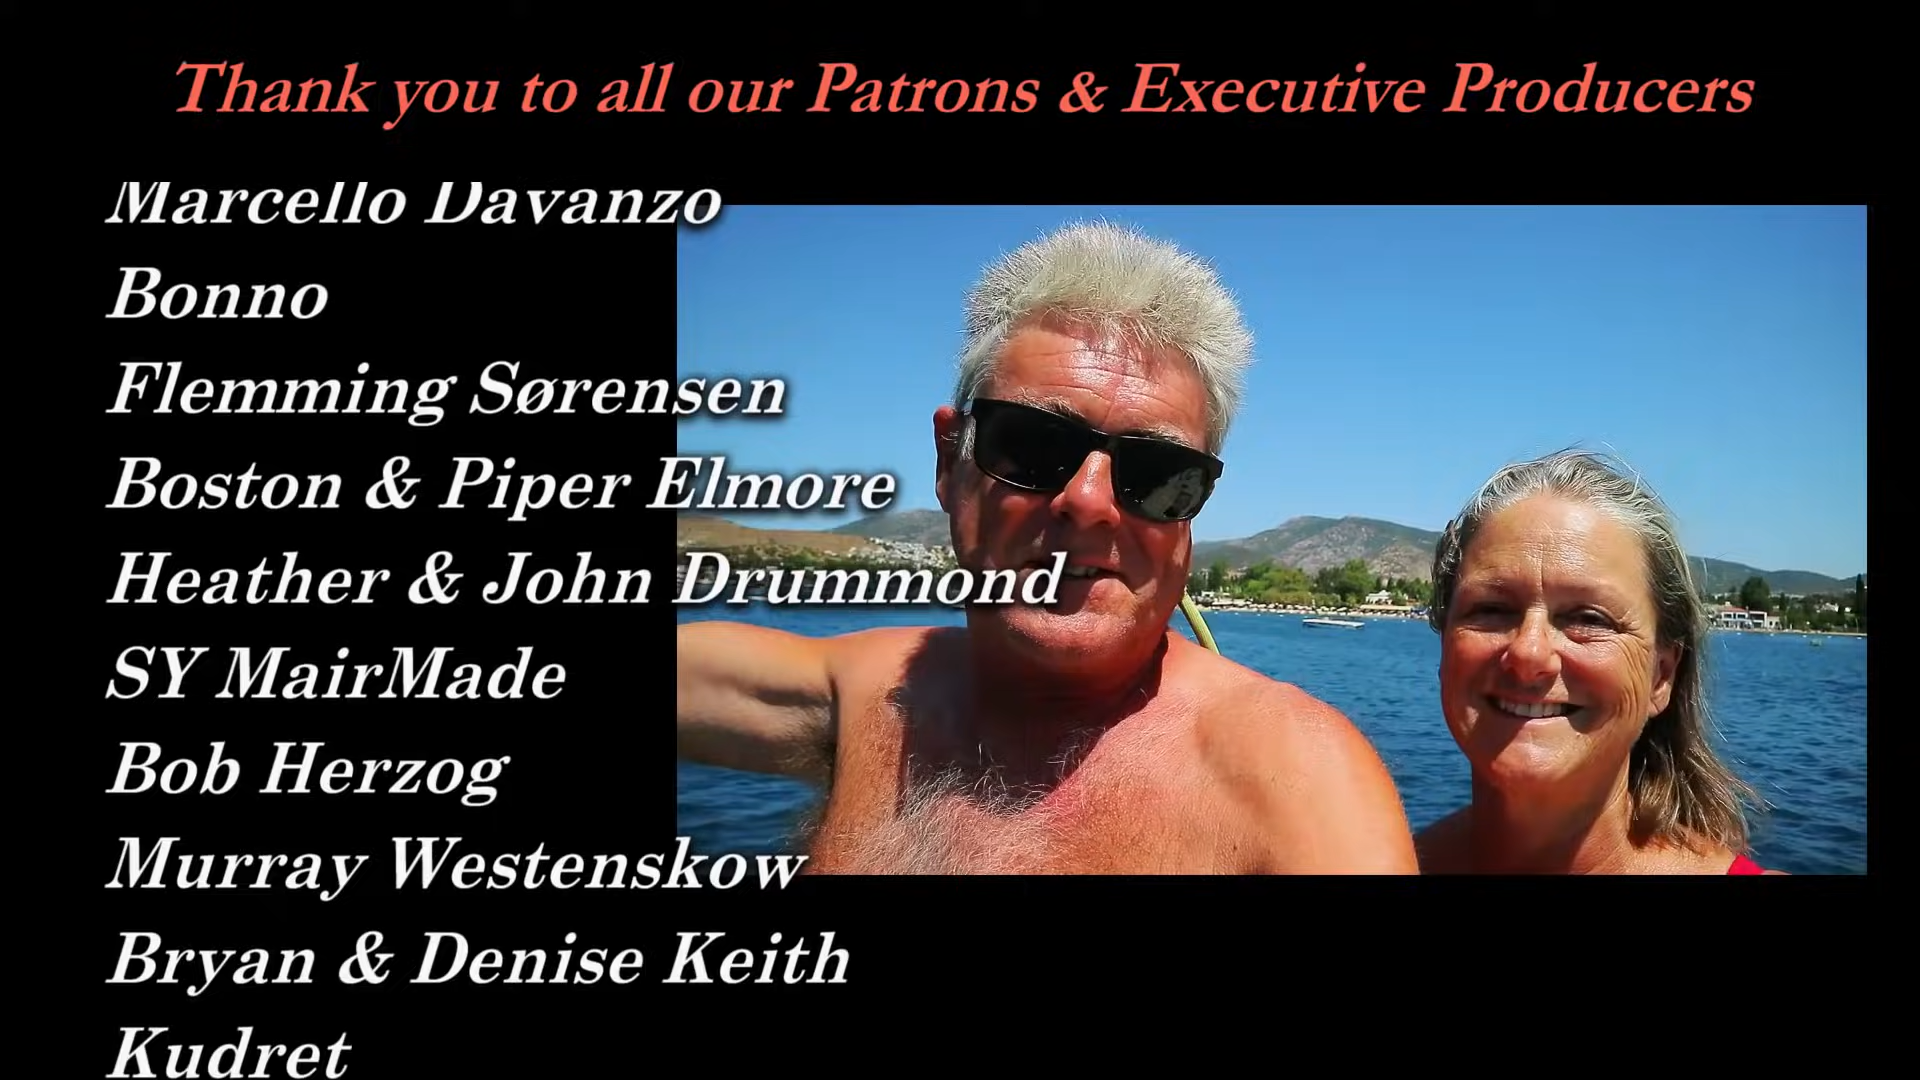 Thank you to all our Patrons & Executive Producers
Marcello Davanzo
Bonno
Flemming Sørensen
Boston & Piper Elmore
Heather & John Drummond
SY MairMade
Bob Herzog
Murray Westenskow
Bryan & Denise Keith
Kudret